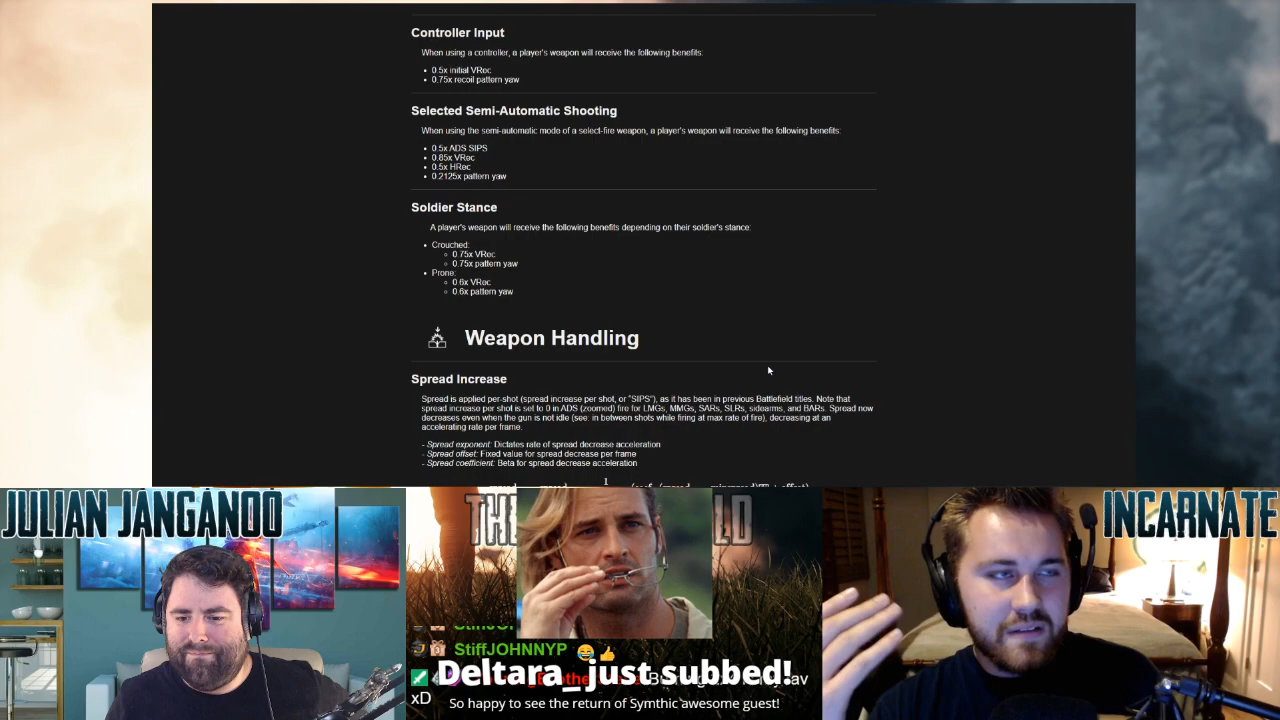 Controller Input
When using a controller, a player's weapon will receive the following benefits:
• 0.5x initial VRec
• 0.75x recoil pattern yaw
Selected Semi-Automatic Shooting
When using the semi-automatic mode of a select-fire weapon, a player's weapon will receive the following benefits:
• 0.5x ADS SIPS
• 0.85x VRec
• 0.5x HRec
• 0.2125x pattern yaw
Soldier Stance
A player's weapon will receive the following benefits depending on their soldier's stance:
• Crouched:
○ 0.75x VRec
○ 0.75x pattern yaw
• Prone:
○ 0.6x VRec
○ 0.6x pattern yaw
Weapon Handling
Spread Increase
Spread is applied per-shot (spread increase per shot, or "SIPS"), as it has been in previous Battlefield titles. Note that
spread increase per shot is set to 0 in ADS (zoomed) fire for LMGs, MMGs, SARs, SLRs, sidearms, and BARs. Spread now
decreases even when the gun is not idle (see: in between shots while firing at max rate of fire), decreasing at an
accelerating rate per frame.
- Spread exponent: Dictates rate of spread decrease acceleration
- Spread offset: Fixed value for spread decrease per frame
- Spread coefficient: Beta for spread decrease acceleration
JULIAN JANGANOO
INCARNATE
StiffJOHNNYP
Deltara_ just subbed!
xD
So happy to see the return of Symthic awesome guest!